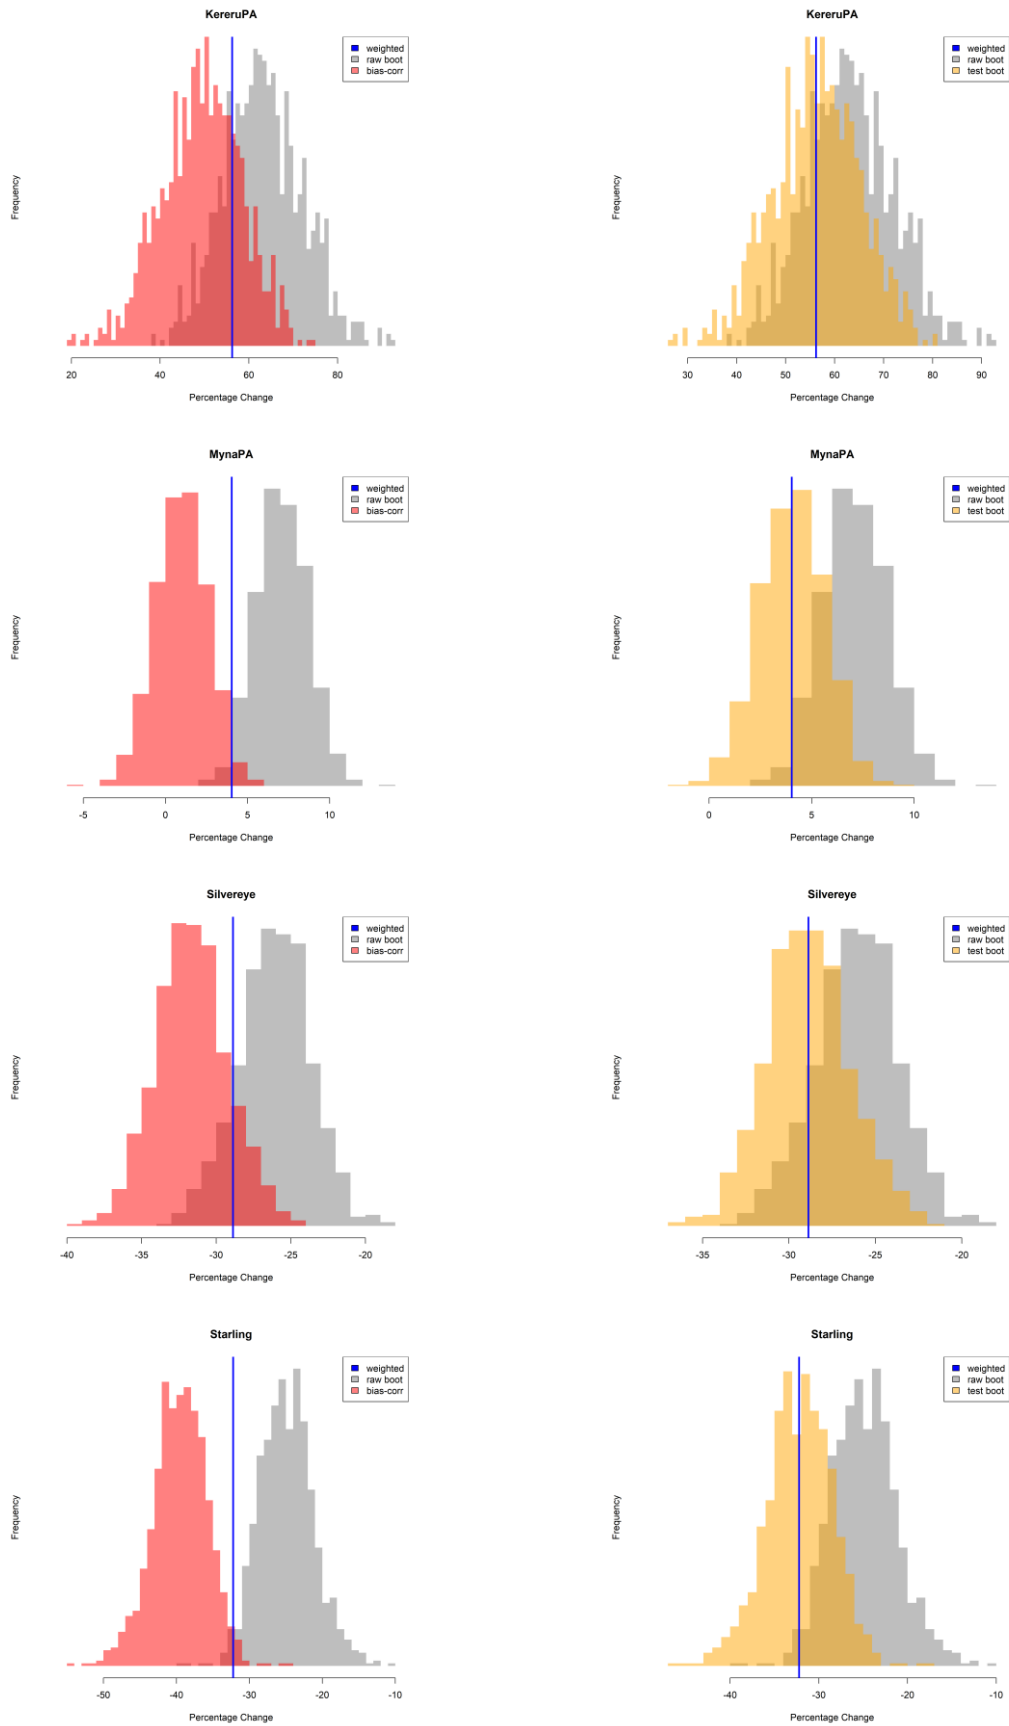 KereruPA
weighted
raw boot
bias-corr
Frequency
20 40 60 80
Percentage Change
KereruPA
weighted
raw boot
test boot
Frequency
30 40 50 60 70 80 90
Percentage Change
MynaPA
weighted
raw boot
bias-corr
Frequency
-5 0 5 10
Percentage Change
MynaPA
weighted
raw boot
test boot
Frequency
0 5 10
Percentage Change
Silvereye
weighted
raw boot
bias-corr
Frequency
-40 -35 -30 -25 -20
Percentage Change
Silvereye
weighted
raw boot
test boot
Frequency
-35 -30 -25 -20
Percentage Change
Starling
weighted
raw boot
bias-corr
Frequency
-50 -40 -30 -20 -10
Percentage Change
Starling
weighted
raw boot
test boot
Frequency
-40 -30 -20 -10
Percentage Change